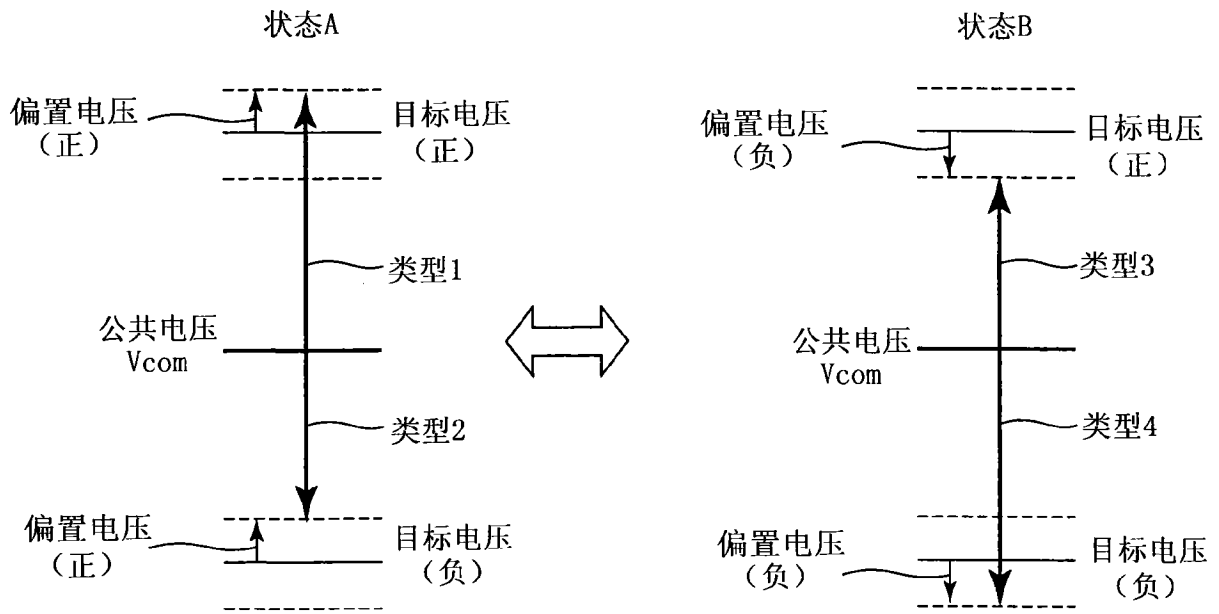 状态A
偏置电压
（正）
目标电压
（正）
类型1
公共电压
Vcom
类型2
偏置电压
（正）
目标电压
（负）
状态B
偏置电压
（负）
目标电压
（正）
类型3
公共电压
Vcom
类型4
偏置电压
（负）
目标电压
（负）